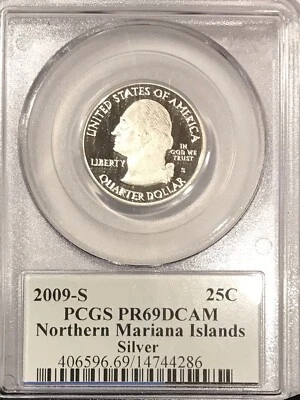 UNITED STATES OF AMERICA
LIBERTY
IN
GOD WE
TRUST
S
QUARTER DOLLAR
2009-S 25C
PCGS PR69DCAM
Northern Mariana Islands
Silver
406596.69/14744286